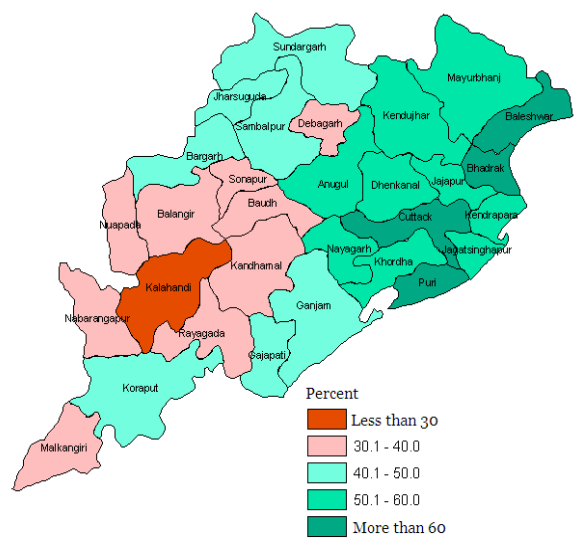 Sundargarh
Mayurbhanj
Jharsuguda
Kendujhar
Baleshwar
Debagarh
Sambalpur
Bargarh
Bhadrak
Sonapur
Anugul
Dhenkanal
Jajapur
Baudh
Balangir
Cuttack
Kendrapara
Nuapada
Nayagarh
Jagatsinghapur
Khordha
Kandhamal
Kalahandi
Puri
Ganjam
Nabarangapur
Rayagada
Gajapati
Koraput
Malkangiri
Percent
Less than 30
30.1 - 40.0
40.1 - 50.0
50.1 - 60.0
More than 60